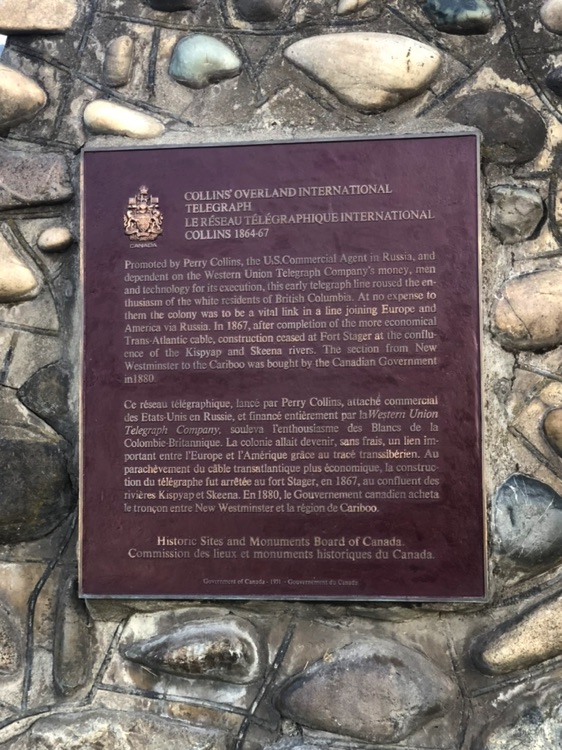 COLLINS' OVERLAND INTERNATIONAL
TELEGRAPH
LE RÉSEAU TÉLÉGRAPHIQUE INTERNATIONAL
COLLINS 1864-67
CANADA
Promoted by Perry Collins, the U.S.Commercial Agent in Russia, and
dependent on the Western Union Telegraph Company's money, men
and technology for its execution, this early telegraph line roused the en-
thusiasm of the white residents of British Columbia. At no expense to
them the colony was to be a vital link in a line joining Europe and
America via Russia. In 1867, after completion of the more economical
Trans-Atlantic cable, construction ceased at Fort Stager at the conflu-
ence of the Kispyap and Skeena rivers. The section from New
Westminster to the Cariboo was bought by the Canadian Government
in1880.
Ce réseau télégraphique, lancé par Perry Collins, attaché commercial
des Etats-Unis en Russie, et financé entièrement par la Western Union
Telegraph Company, souleva l'enthousiasme des Blancs de la
Colombie-Britannique. La colonie allait devenir, sans frais, un lien im-
portant entre l'Europe et l'Amérique grâce au tracé transsibérien. Au
parachèvement du câble transatlantique plus économique, la construc-
tion du télégraphe fut arrêtée au fort Stager, en 1867, au confluent des
rivières Kispyap et Skeena. En 1880, le Gouvernement canadien acheta
le tronçon entre New Westminster et la région de Cariboo.
Historic Sites and Monuments Board of Canada.
Commission des lieux et monuments historiques du Canada.
Government of Canada - - Gouvernement du Canada